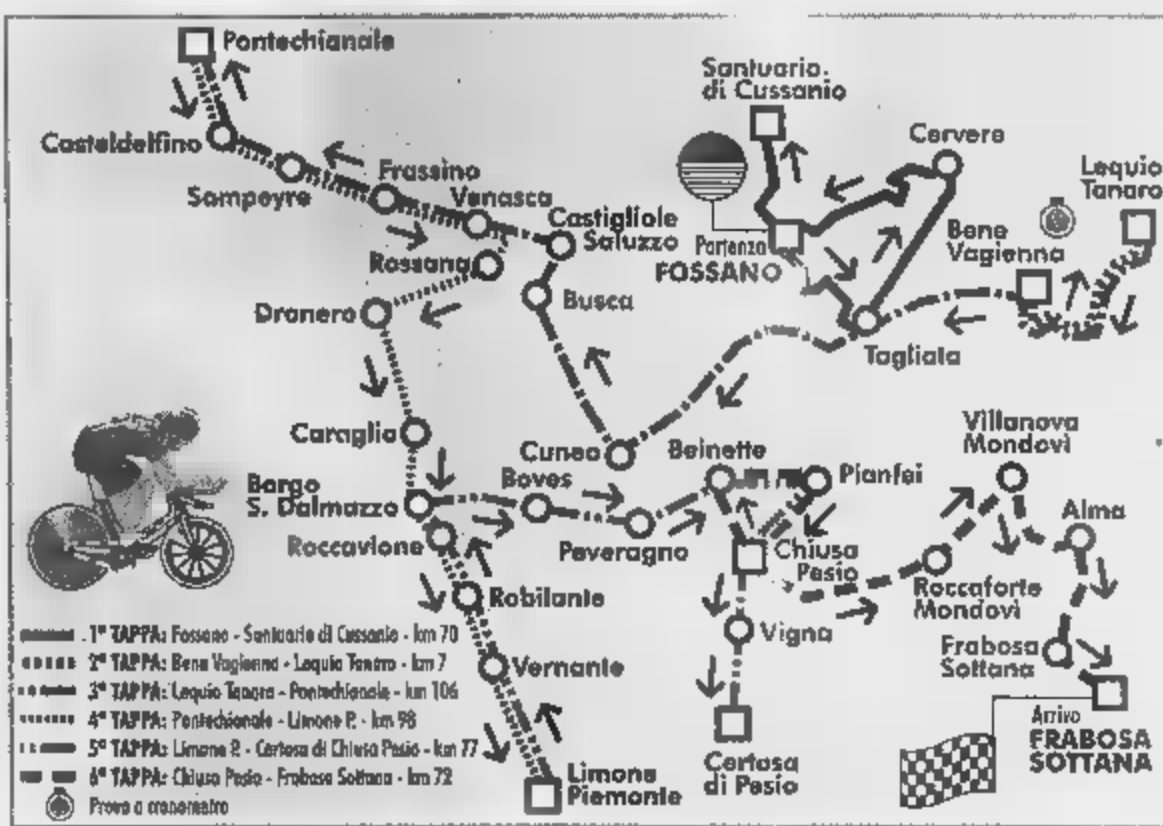 Pontechianale
Casteldelfino
Sampeyre
Frassino
Venasca
Castigliole
Saluzzo
Rossana
Busca
Dronero
Caraglia
Borgo
S. Dalmazzo
Roccavione
Robilante
Vernante
Limone
Piemonte
Santuario
di Cussanio
Cervere
Lequio
Tanaro
Bene
Vagienna
Partenza
FOSSANO
Tagliata
Cuneo
Beinette
Pianfei
Boves
Peveragno
Chiusa
Pesio
Vigna
Certosa
di Pesio
Villanova
Mondovì
Alma
Roccaforte
Mondovì
Frabosa
Sottana
Arrivo
FRABOSA
SOTTANA
1ª TAPPA: Fossano - Santuario di Cussanio - km 70
2ª TAPPA: Bene Vagienna - Lequio Tanaro - km 7
3ª TAPPA: Lequio Tanaro - Pontechianale - km 106
4ª TAPPA: Pontechianale - Limone P. - km 98
5ª TAPPA: Limone P. - Certosa di Chiusa Pesio - km 77
6ª TAPPA: Chiusa Pesio - Frabosa Sottana - km 72
Prova a cronometro